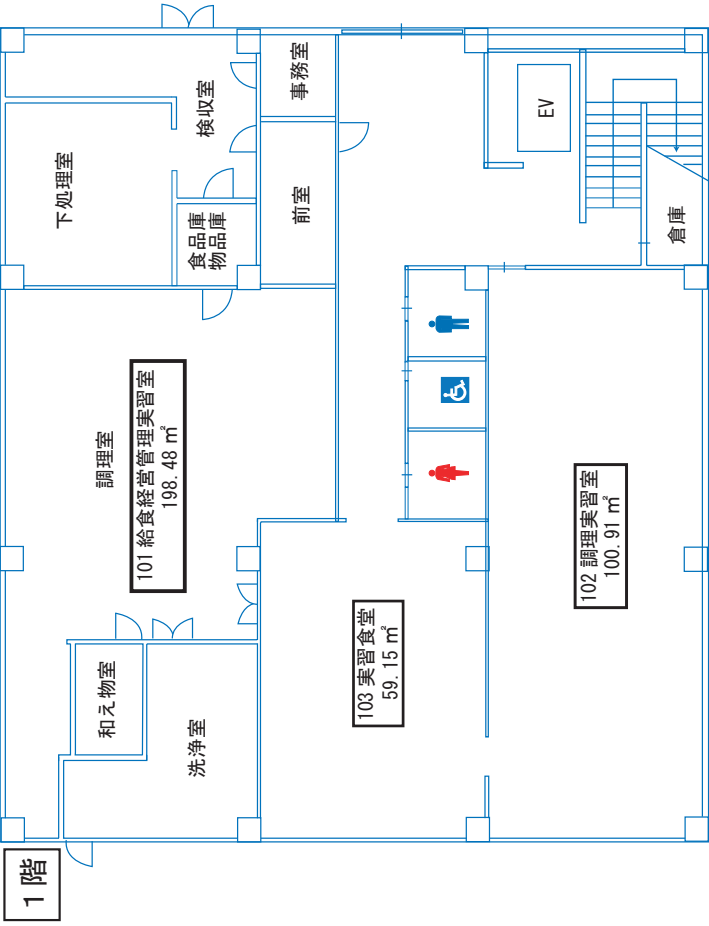 1階
和え物室
洗浄室
調理室
101 給食経営管理実習室
198.48 ㎡
下処理室
検収室
食品庫
物品庫
事務室
前室
103 実習食堂
59.15 ㎡
102 調理実習室
100.91 ㎡
EV
倉庫